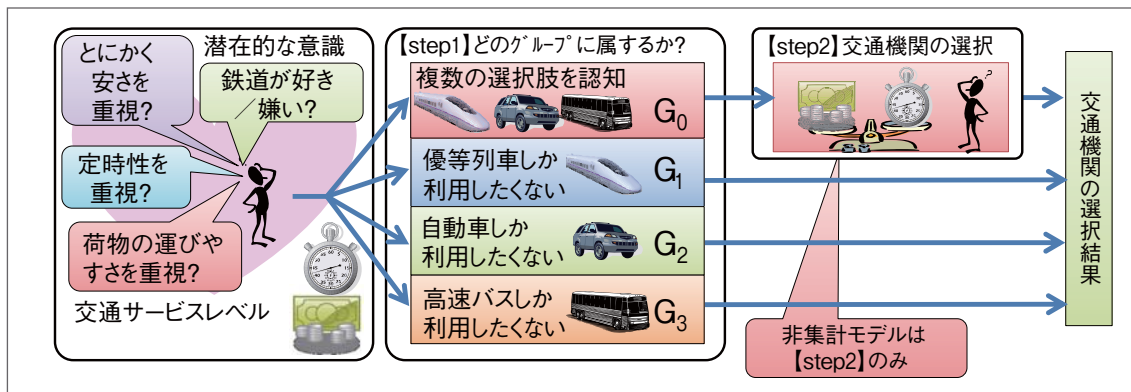 潜在的な意識
とにかく
安さを
重視?
鉄道が好き
嫌い?
定時性を
重視?
荷物の運びや
すさを重視?
交通サービスレベル
【step1】どのグループに属するか?
複数の選択肢を認知
G0
優等列車しか
利用したくない
G1
自動車しか
利用したくない
G2
高速バスしか
利用したくない
G3
【step2】交通機関の選択
?
非集計モデルは
【step2】のみ
交通機関の選択結果